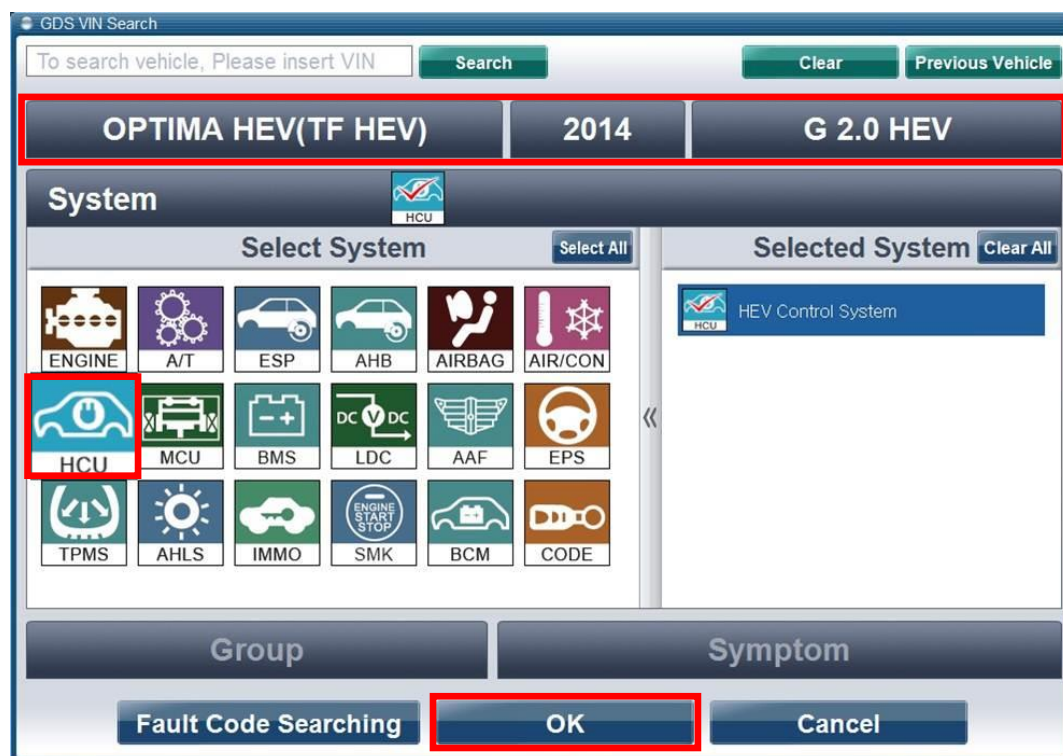 GDS VIN Search
To search vehicle, Please insert VIN Search Clear Previous Vehicle
OPTIMA HEV(TF HEV) 2014 G 2.0 HEV
System HCU
Select System Select All Selected System Clear All
HCU HEV Control System
ENGINE A/T ESP AHB AIRBAG AIR/CON
DC V DC
«
HCU MCU BMS LDC AAF EPS
ENGINE
START
STOP
TPMS AHLS IMMO SMK BCM CODE
Group Symptom
Fault Code Searching OK Cancel